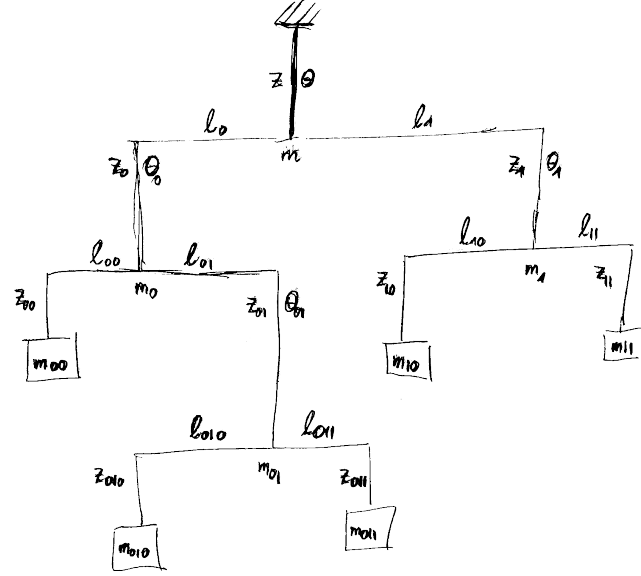 z θ
l₀ l₁
m
z₀ θ₀ z₁ θ₁
l₀₀ l₀₁ l₁₀ l₁₁
m₀ m₁
z₀₀ z₀₁ θ₀₁ z₁₀ z₁₁
m₀₀ m₁₀ m₁₁
l₀₁₀ l₀₁₁
m₀₁
z₀₁₀ z₀₁₁
m₀₁₀ m₀₁₁